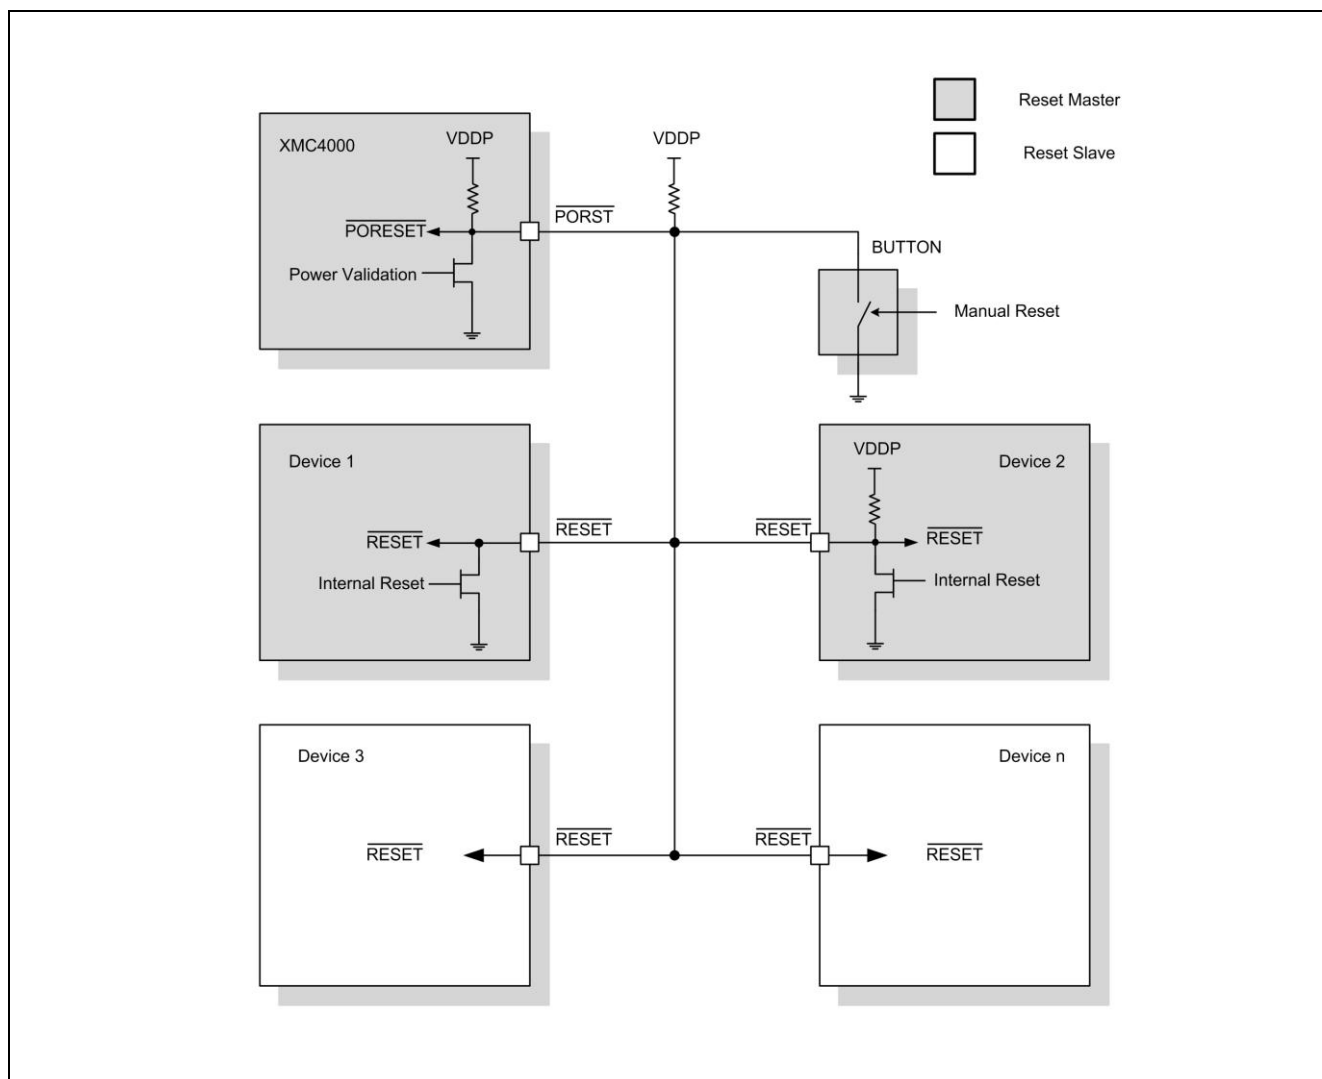 Reset Master
Reset Slave
XMC4000
VDDP
VDDP
PORESET
PORST
Power Validation
BUTTON
Manual Reset
Device 1
RESET
RESET
Internal Reset
VDDP
Device 2
RESET
RESET
Internal Reset
Device 3
RESET
RESET
Device n
RESET
RESET